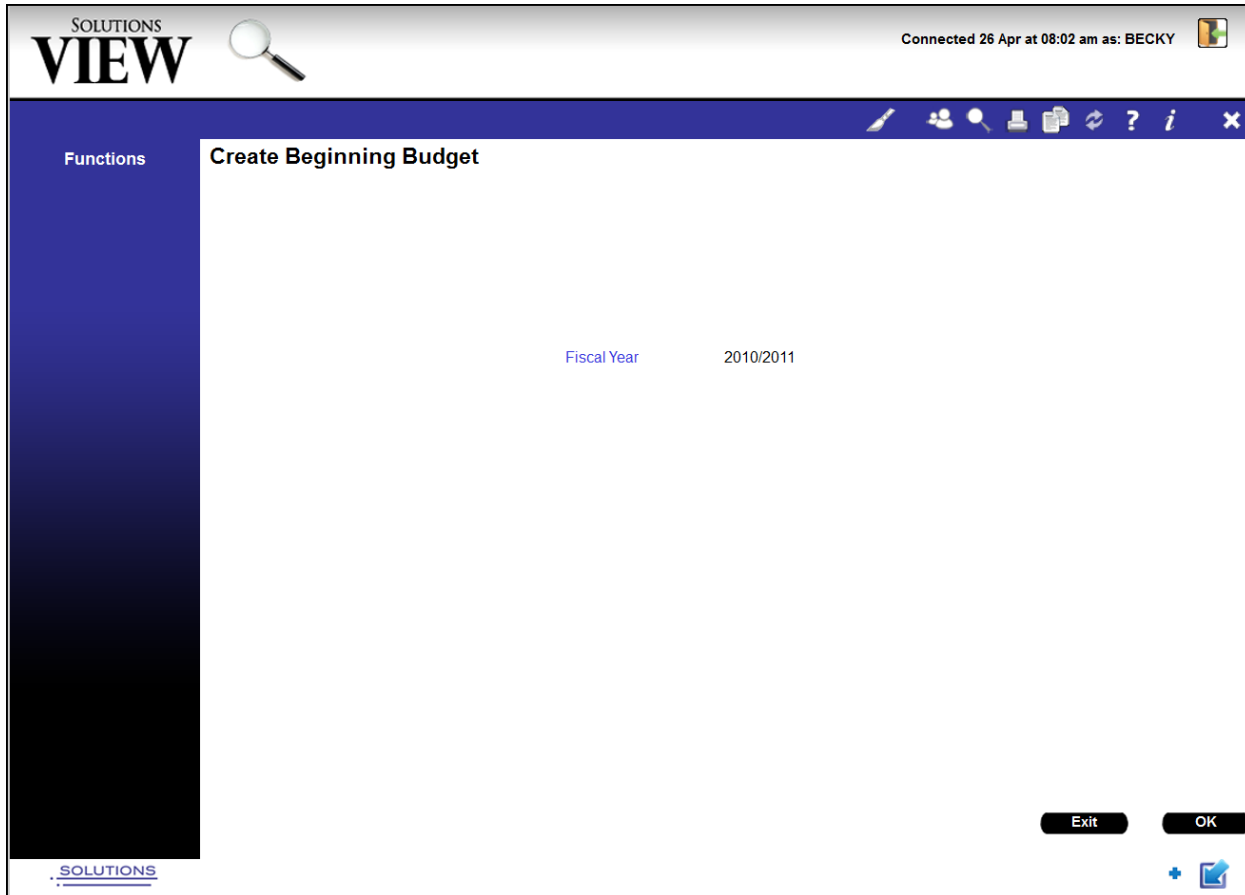 SOLUTIONS
VIEW
Connected 26 Apr at 08:02 am as: BECKY
? i
Functions
Create Beginning Budget
Fiscal Year 2010/2011
Exit OK
SOLUTIONS